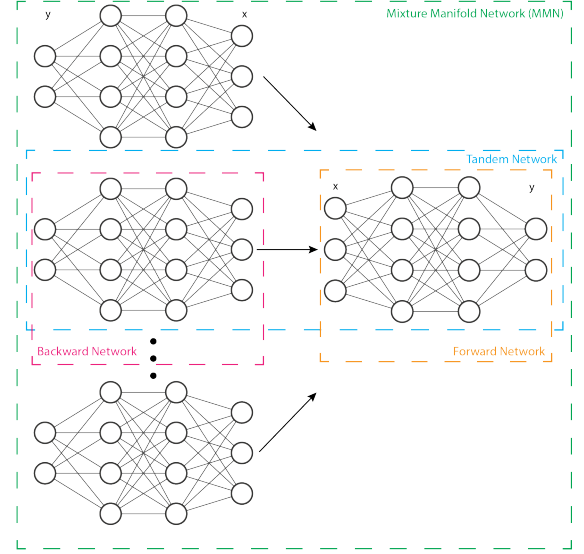 y
x
Mixture Manifold Network (MMN)
Tandem Network
x
y
Backward Network
Forward Network